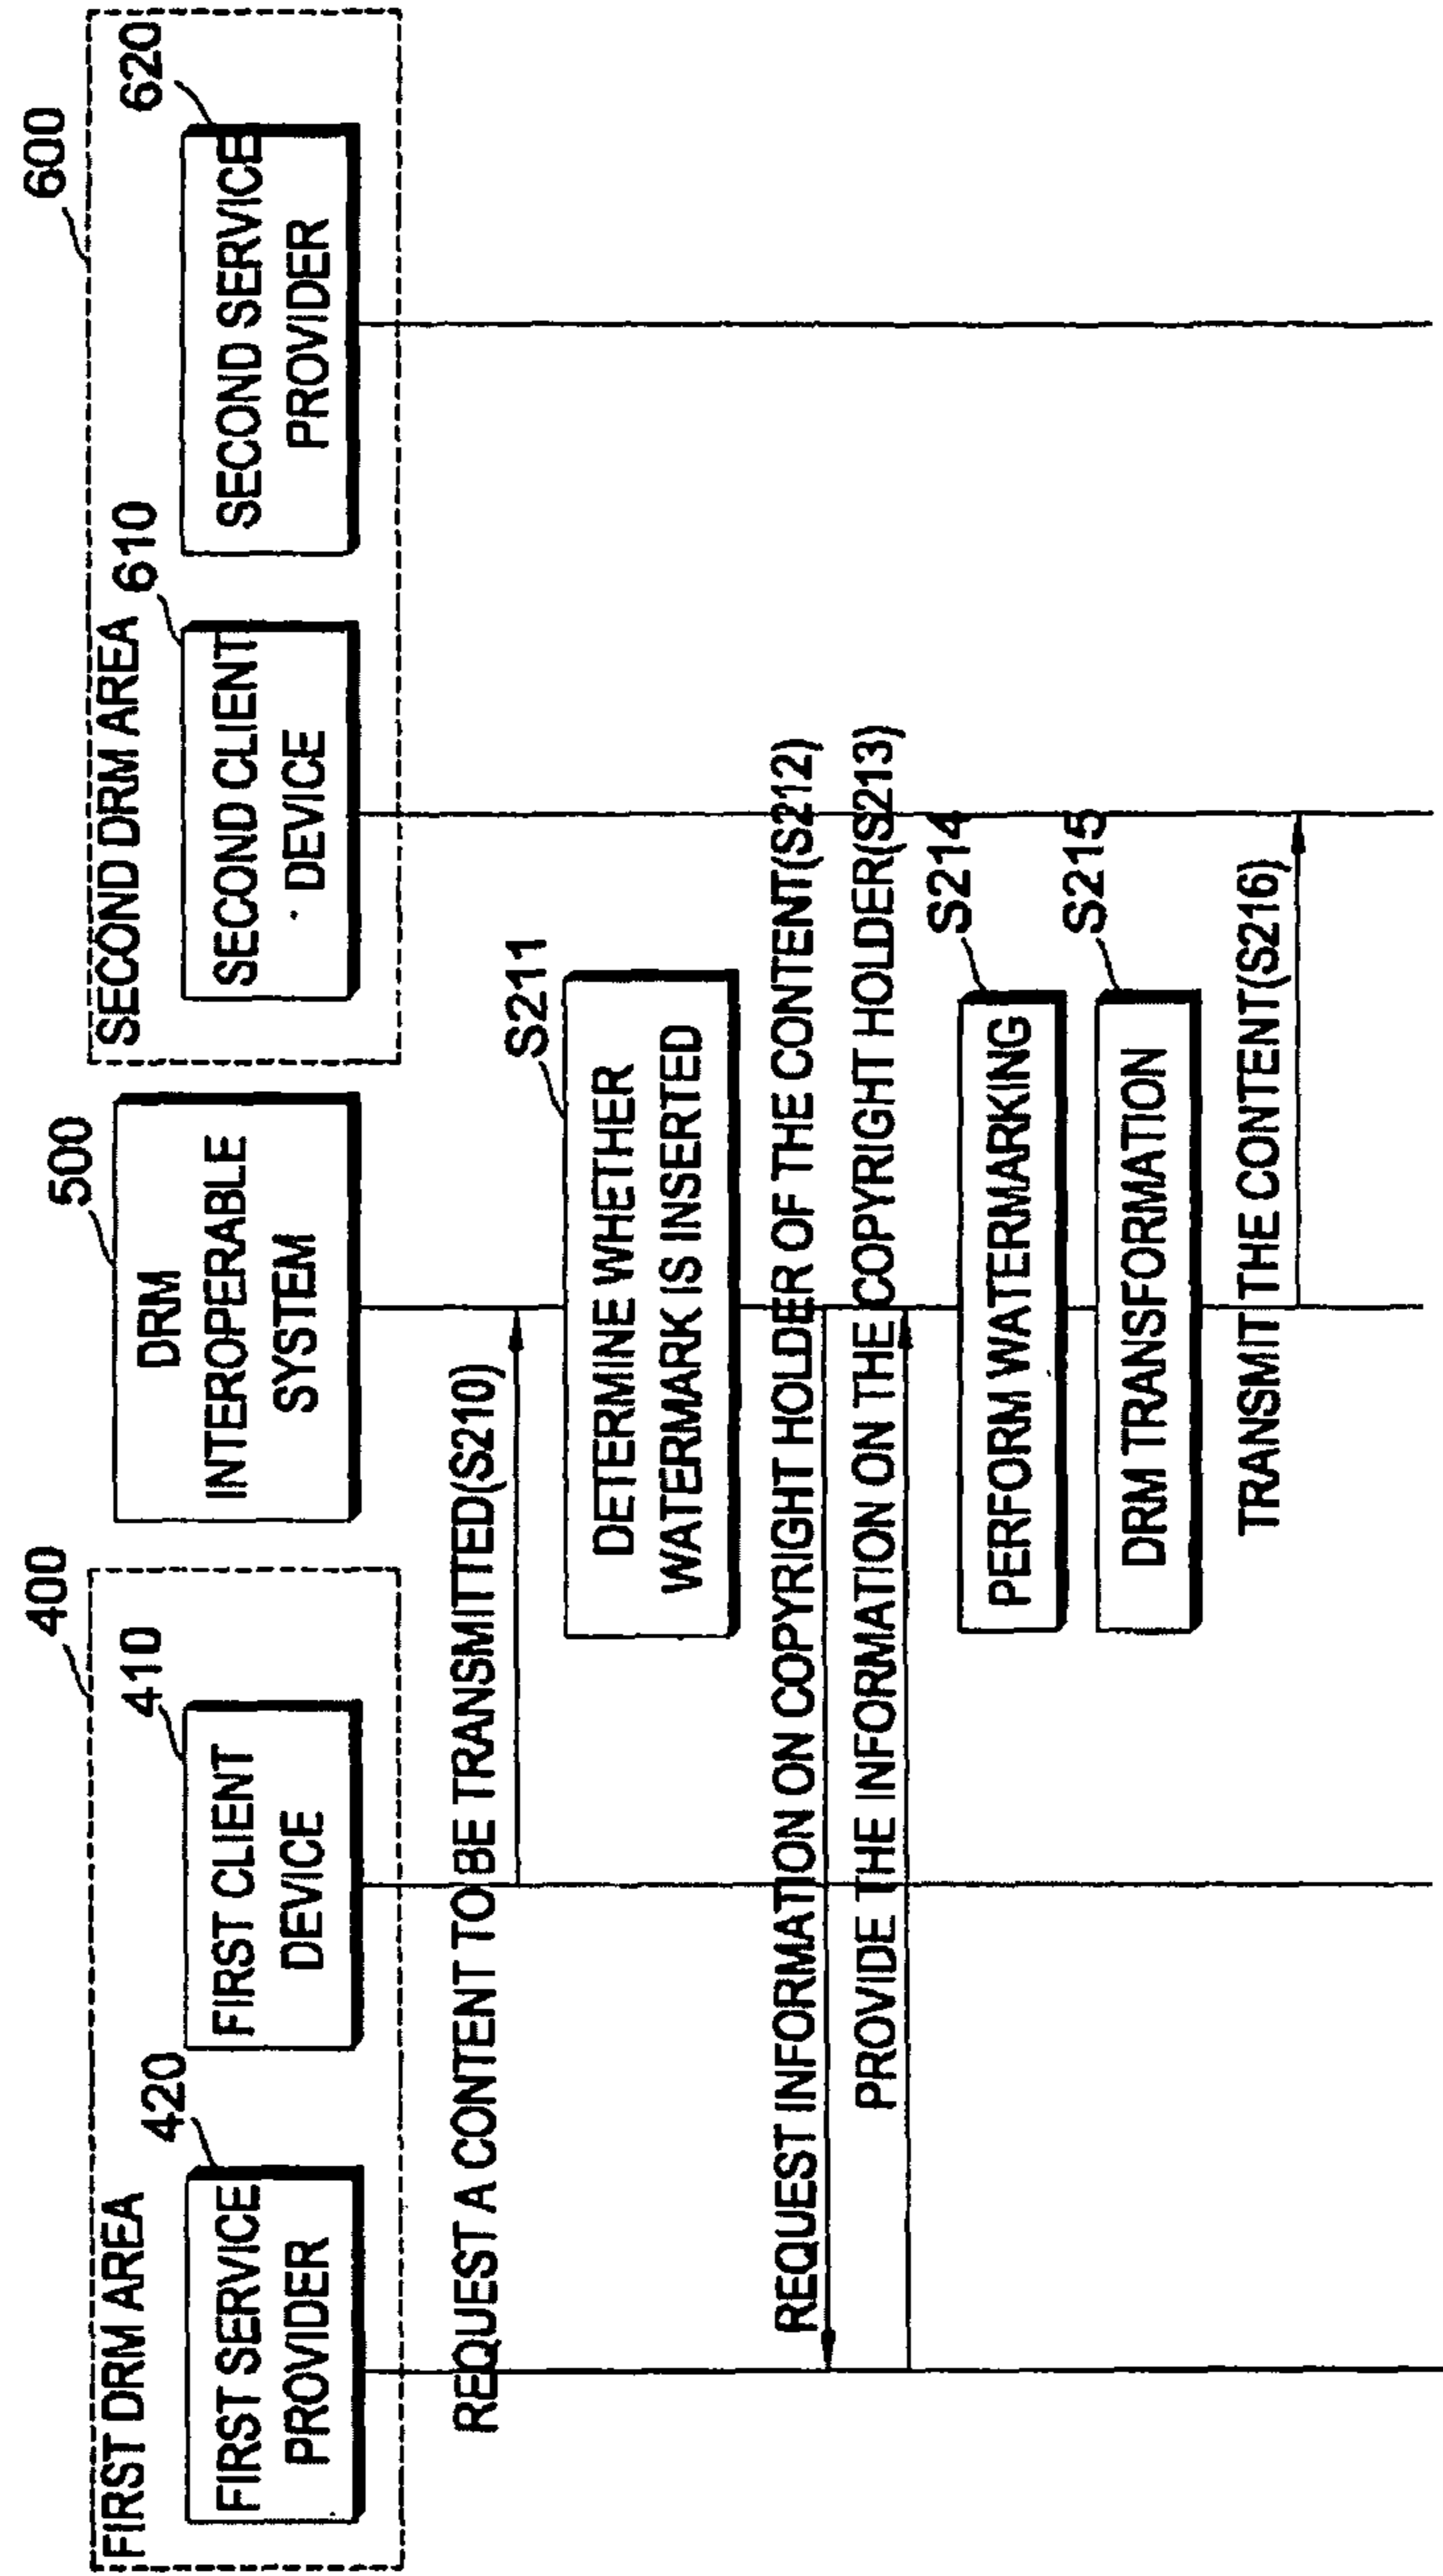 400
500
600
FIRST DRM AREA
420
410
SECOND DRM AREA
610
620
FIRST SERVICE
PROVIDER
FIRST CLIENT
DEVICE
DRM
INTEROPERABLE
SYSTEM
SECOND CLIENT
DEVICE
SECOND SERVICE
PROVIDER
REQUEST A CONTENT TO BE TRANSMITTED(S210)
S211
DETERMINE WHETHER
WATERMARK IS INSERTED
REQUEST INFORMATION ON COPYRIGHT HOLDER OF THE CONTENT(S212)
PROVIDE THE INFORMATION ON THE COPYRIGHT HOLDER(S213)
S214
PERFORM WATERMARKING
S215
DRM TRANSFORMATION
TRANSMIT THE CONTENT(S216)